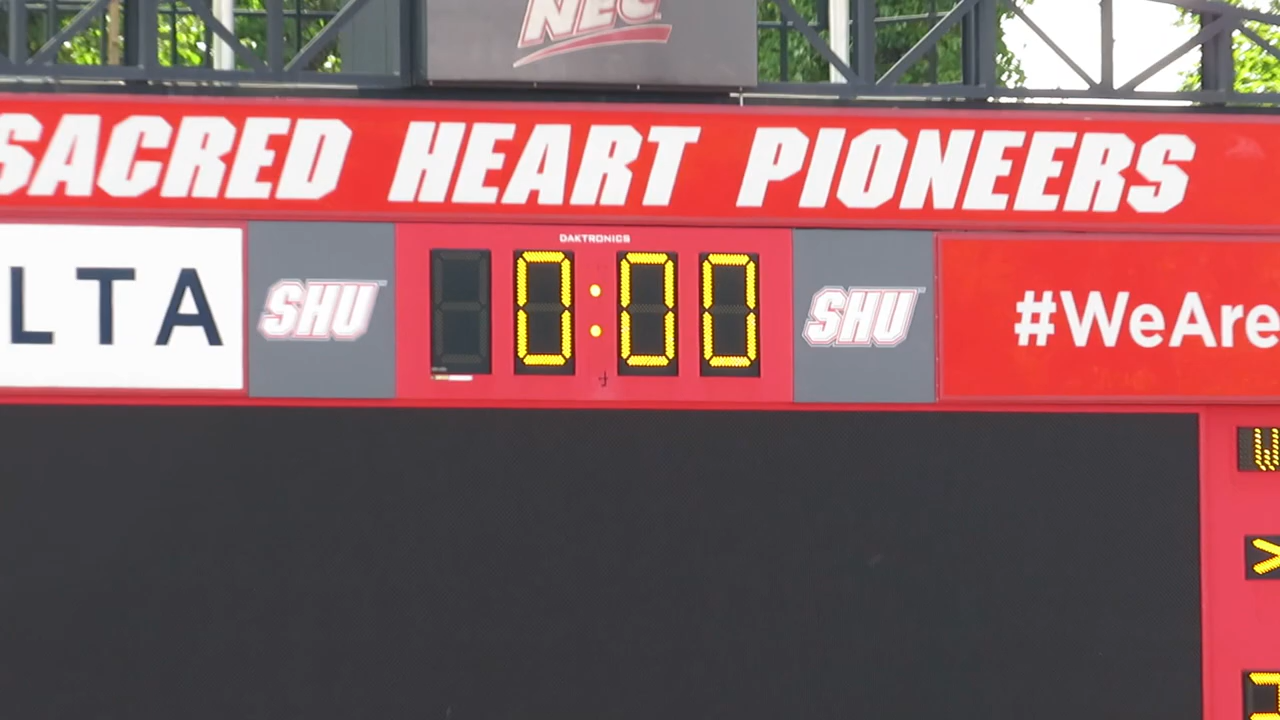 NEC
SACRED HEART PIONEERS
DAKTRONICS
LTA
SHU
0:00
SHU
#WeAre
W